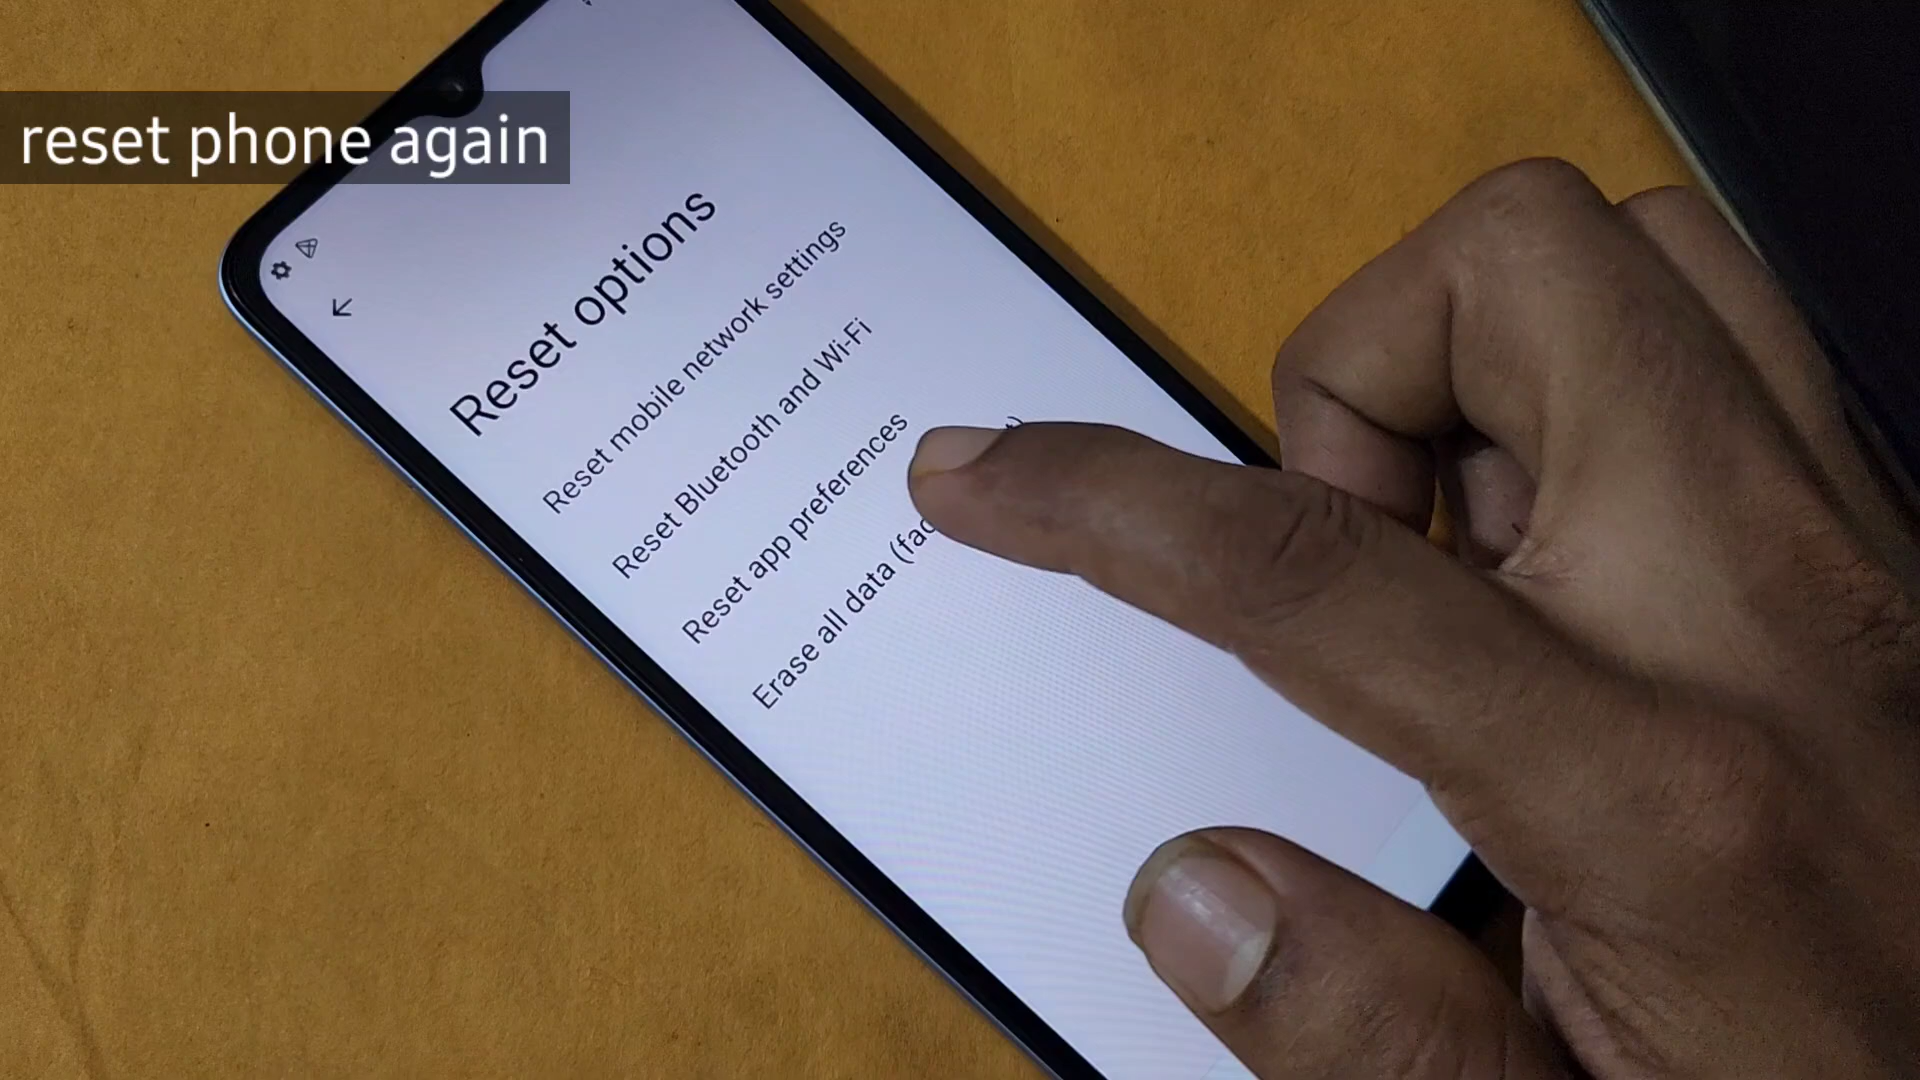 reset phone again
Reset options
Reset mobile network settings
Reset Bluetooth and Wi-Fi
Reset app preferences
Erase all data (fac t)